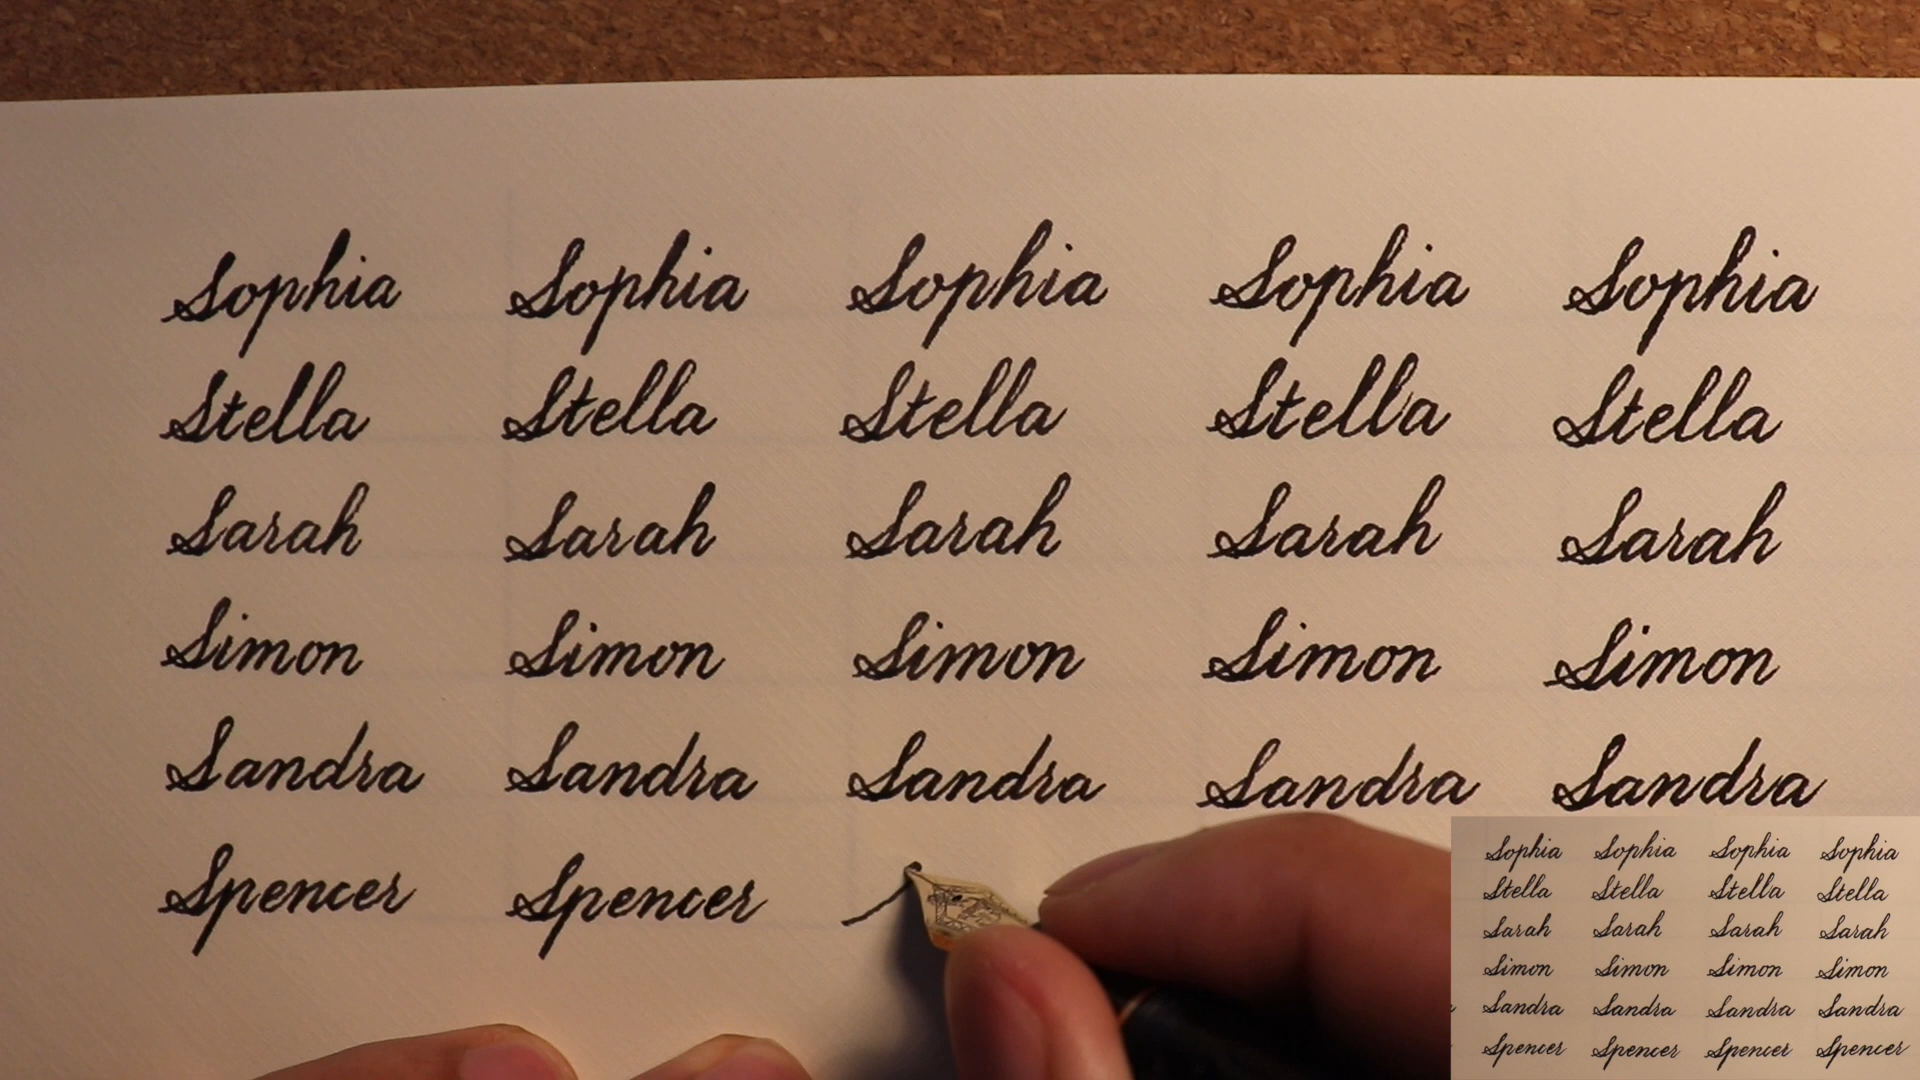 Sophia Sophia Sophia Sophia Sophia
Stella Stella Stella Stella Stella
Sarah Sarah Sarah Sarah Sarah
Simon Simon Simon Simon Simon
Sandra Sandra Sandra Sandra Sandra
Spencer Spencer
Sophia Sophia Sophia Sophia
Stella Stella Stella Stella
Sarah Sarah Sarah Sarah
Simon Simon Simon Simon
Sandra Sandra Sandra Sandra
Spencer Spencer Spencer Spencer